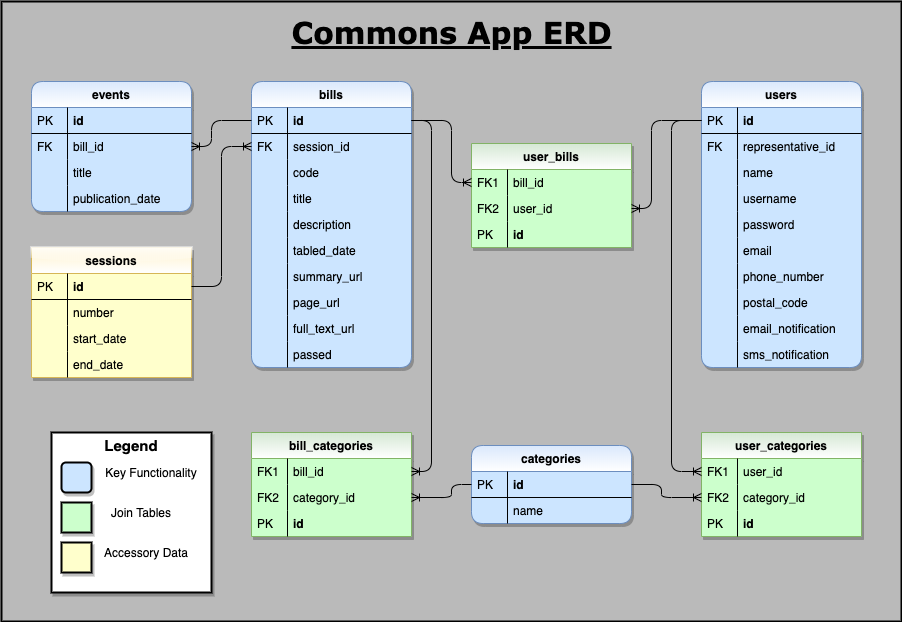 Commons App ERD
events
PK id
FK bill_id
title
publication_date
sessions
PK id
number
start_date
end_date
bills
PK id
FK session_id
code
title
description
tabled_date
summary_url
page_url
full_text_url
passed
user_bills
FK1 bill_id
FK2 user_id
PK id
users
PK id
FK representative_id
name
username
password
email
phone_number
postal_code
email_notification
sms_notification
Legend
Key Functionality
Join Tables
Accessory Data
bill_categories
FK1 bill_id
FK2 category_id
PK id
categories
PK id
name
user_categories
FK1 user_id
FK2 category_id
PK id